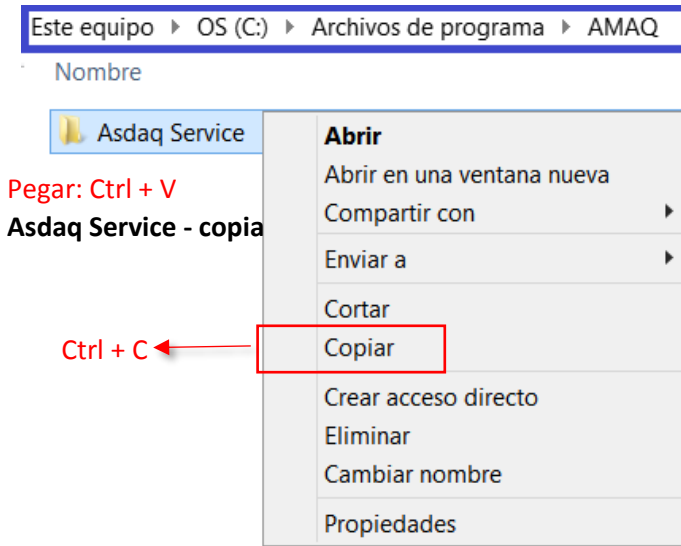 Este equipo ▸ OS (C:) ▸ Archivos de programa ▸ AMAQ
Nombre
Asdaq Service
Abrir
Abrir en una ventana nueva
Pegar: Ctrl + V
Compartir con
Asdaq Service - copia
Enviar a
Cortar
Ctrl + C
Copiar
Crear acceso directo
Eliminar
Cambiar nombre
Propiedades